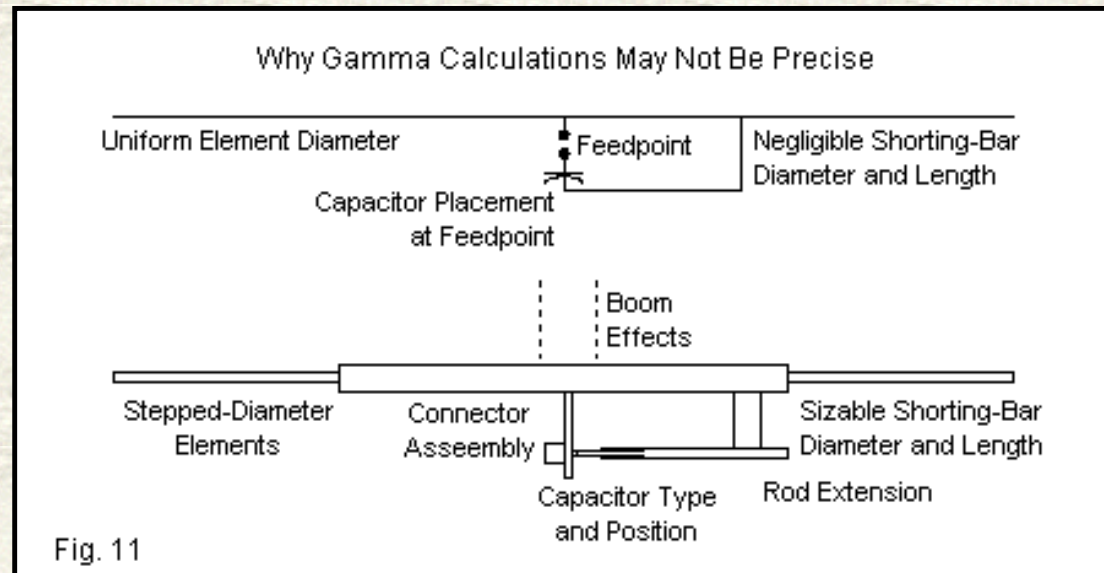 Why Gamma Calculations May Not Be Precise
Uniform Element Diameter
Feedpoint
Negligible Shorting-Bar
Diameter and Length
Capacitor Placement
at Feedpoint
Boom
Effects
Stepped-Diameter
Elements
Connector
Asseembly
Sizable Shorting-Bar
Diameter and Length
Capacitor Type
and Position
Rod Extension
Fig. 11